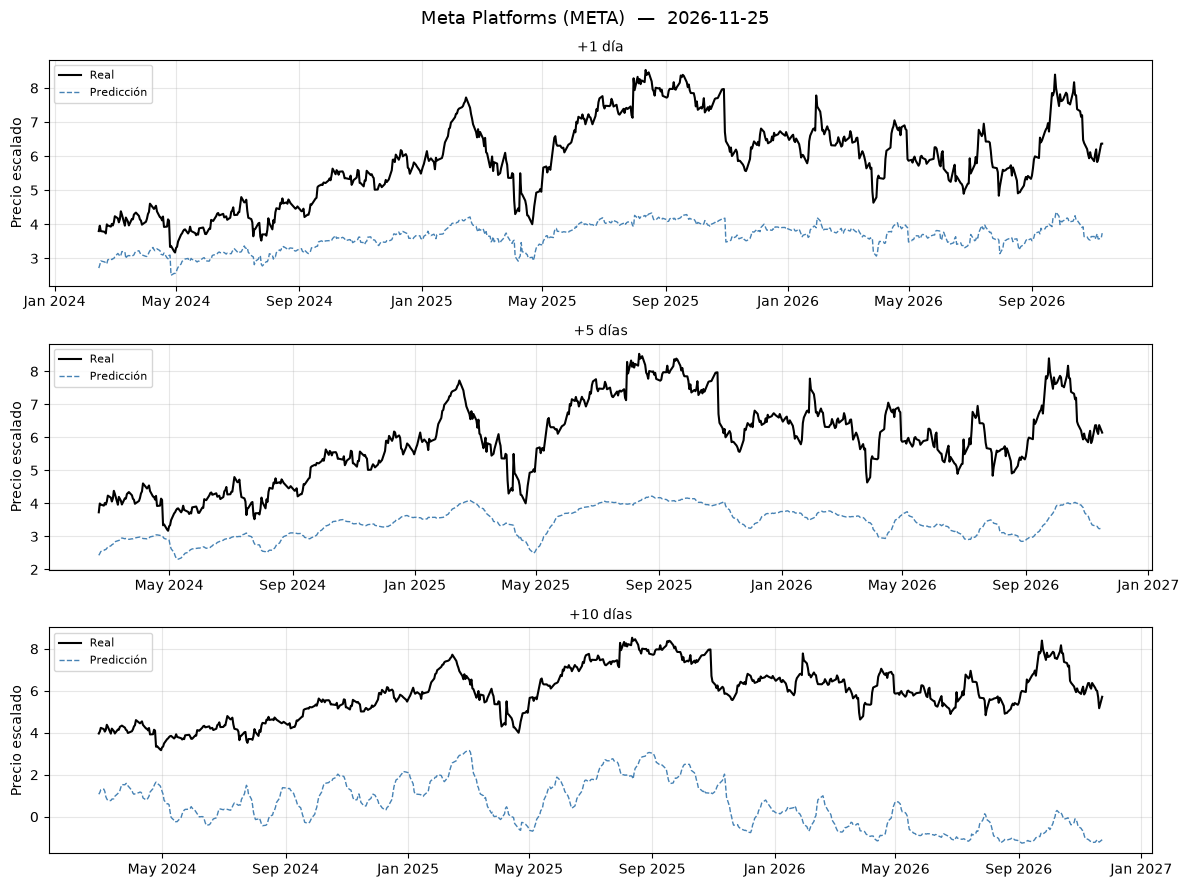 Meta Platforms (META) — 2026-11-25
+1 día
Precio escalado
Real
Predicción
8
7
6
5
4
3
Jan 2024 May 2024 Sep 2024 Jan 2025 May 2025 Sep 2025 Jan 2026 May 2026 Sep 2026
+5 días
Precio escalado
Real
Predicción
8
7
6
5
4
3
2
May 2024 Sep 2024 Jan 2025 May 2025 Sep 2025 Jan 2026 May 2026 Sep 2026 Jan 2027
+10 días
Precio escalado
Real
Predicción
8
6
4
2
0
May 2024 Sep 2024 Jan 2025 May 2025 Sep 2025 Jan 2026 May 2026 Sep 2026 Jan 2027